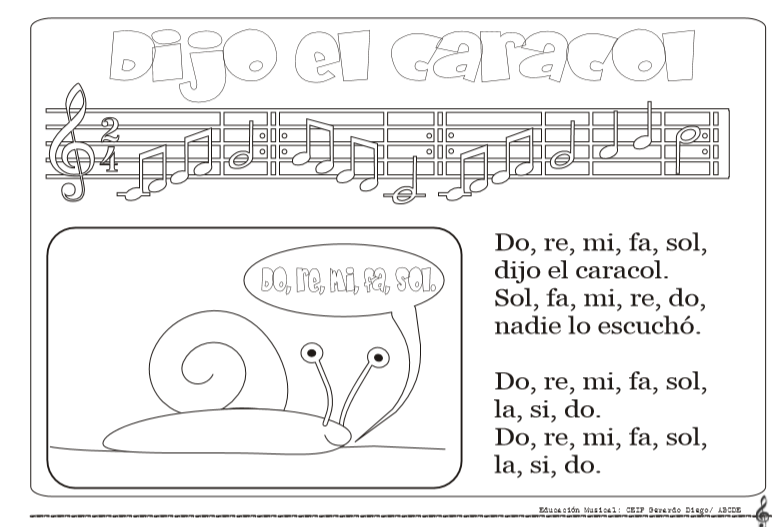 Dijo el caracol
2
4
Do, re, mi, fa, sol.
Do, re, mi, fa, sol,
dijo el caracol.
Sol, fa, mi, re, do,
nadie lo escuchó.
Do, re, mi, fa, sol,
la, si, do.
Do, re, mi, fa, sol,
la, si, do.
Educación Musical: CEIP Gerardo Diego/ ABCDE